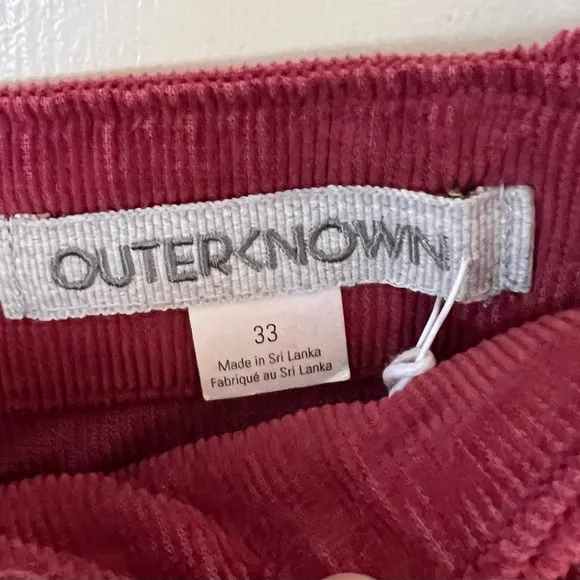 OUTERKNOWN
33
Made in Sri Lanka
Fabriqué au Sri Lanka